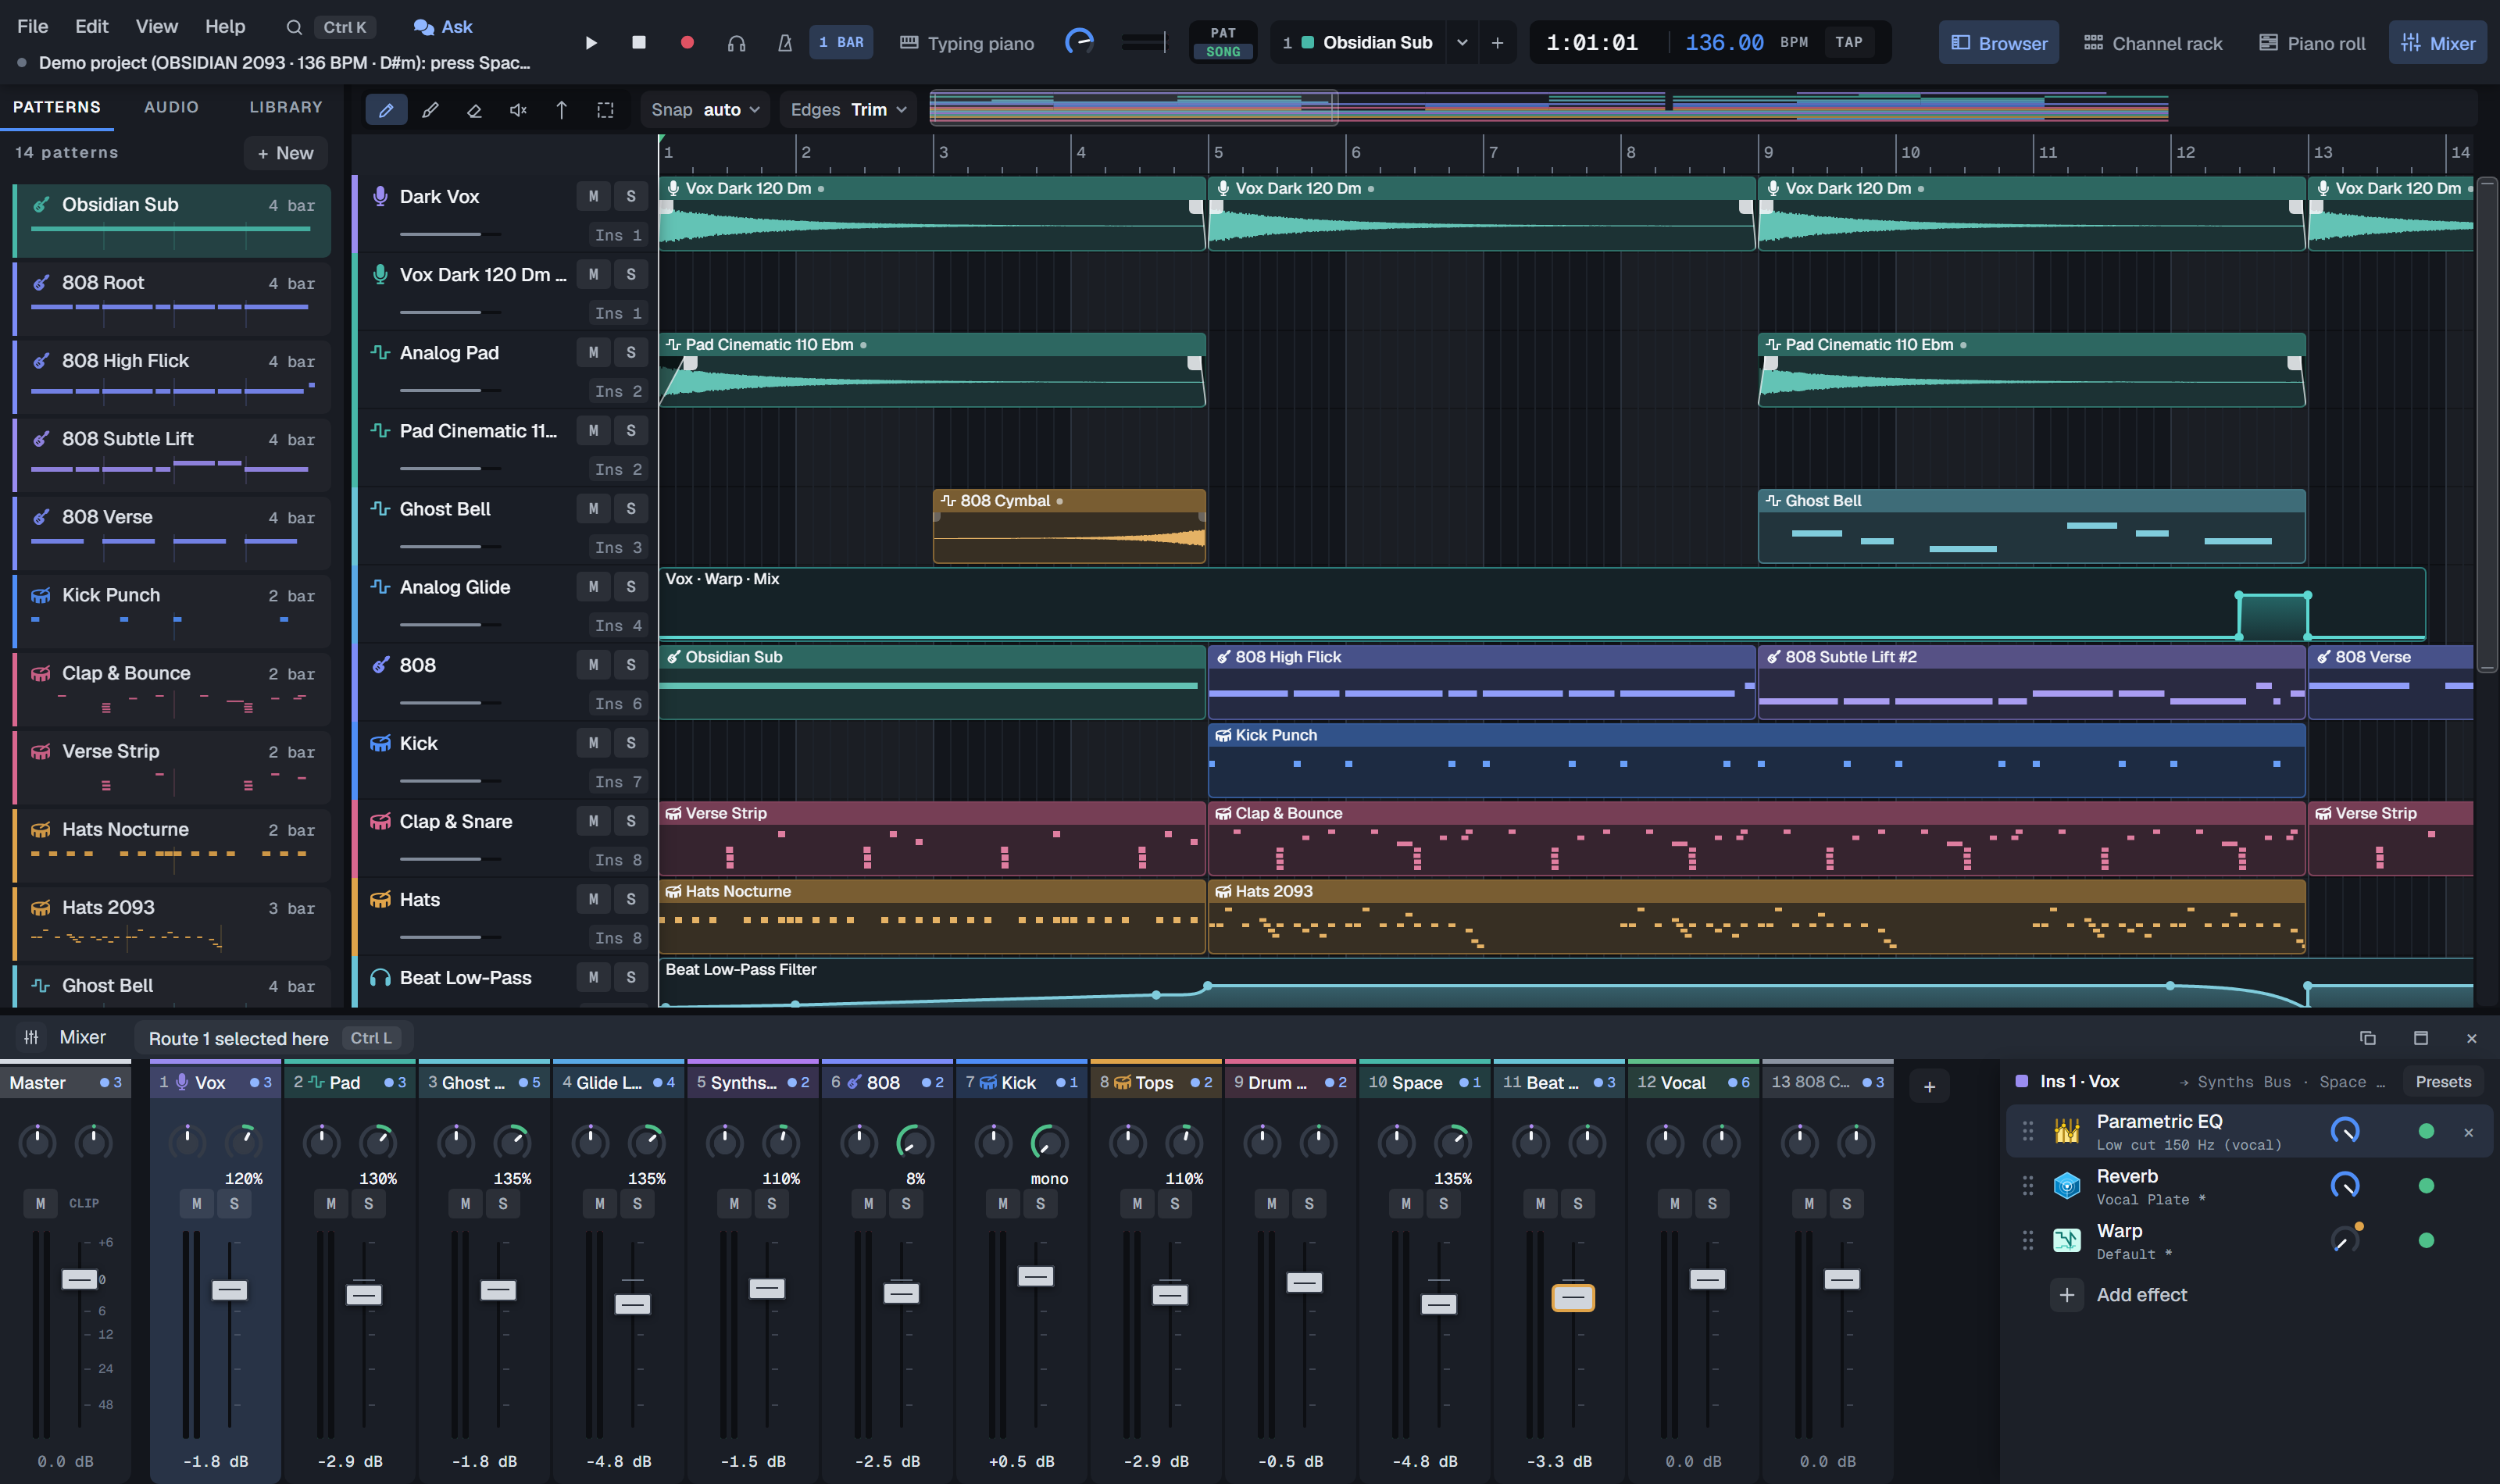 File Edit View Help Ctrl K Ask
Demo project (OBSIDIAN 2093 · 136 BPM · D#m): press Spac...
1 BAR Typing piano PAT SONG 1 Obsidian Sub 1:01:01 136.00 BPM TAP Browser Channel rack Piano roll Mixer
PATTERNS AUDIO LIBRARY
14 patterns + New
Obsidian Sub 4 bar
808 Root 4 bar
808 High Flick 4 bar
808 Subtle Lift 4 bar
808 Verse 4 bar
Kick Punch 2 bar
Clap & Bounce 2 bar
Verse Strip 2 bar
Hats Nocturne 2 bar
Hats 2093 3 bar
Ghost Bell 4 bar
Snap auto Edges Trim
1 2 3 4 5 6 7 8 9 10 11 12 13 14
Dark Vox M S
Ins 1
Vox Dark 120 Dm Vox Dark 120 Dm Vox Dark 120 Dm Vox Dark 120 Dm
Vox Dark 120 Dm ... M S
Ins 1
Analog Pad M S
Ins 2
Pad Cinematic 110 Ebm Pad Cinematic 110 Ebm
Pad Cinematic 11... M S
Ins 2
Ghost Bell M S
Ins 3
808 Cymbal Ghost Bell
Analog Glide M S
Ins 4
Vox · Warp · Mix
808 M S
Ins 6
Obsidian Sub 808 High Flick 808 Subtle Lift #2 808 Verse
Kick M S
Ins 7
Kick Punch
Clap & Snare M S
Ins 8
Verse Strip Clap & Bounce Verse Strip
Hats M S
Ins 8
Hats Nocturne Hats 2093
Beat Low-Pass M S
Beat Low-Pass Filter
Mixer Route 1 selected here Ctrl L
Master 3 1 Vox 3 2 Pad 3 3 Ghost ... 5 4 Glide L... 4 5 Synths... 2 6 808 2 7 Kick 1 8 Tops 2 9 Drum ... 2 10 Space 1 11 Beat ... 3 12 Vocal 6 13 808 C... 3 +
120% 130% 135% 135% 110% 8% mono 110% 135%
M CLIP M S M S M S M S M S M S M S M S M S M S M S M S M S
+6
0
6
12
24
48
0.0 dB -1.8 dB -2.9 dB -1.8 dB -4.8 dB -1.5 dB -2.5 dB +0.5 dB -2.9 dB -0.5 dB -4.8 dB -3.3 dB 0.0 dB 0.0 dB
Ins 1 · Vox → Synths Bus · Space … Presets
Parametric EQ
Low cut 150 Hz (vocal)
Reverb
Vocal Plate *
Warp
Default *
+ Add effect